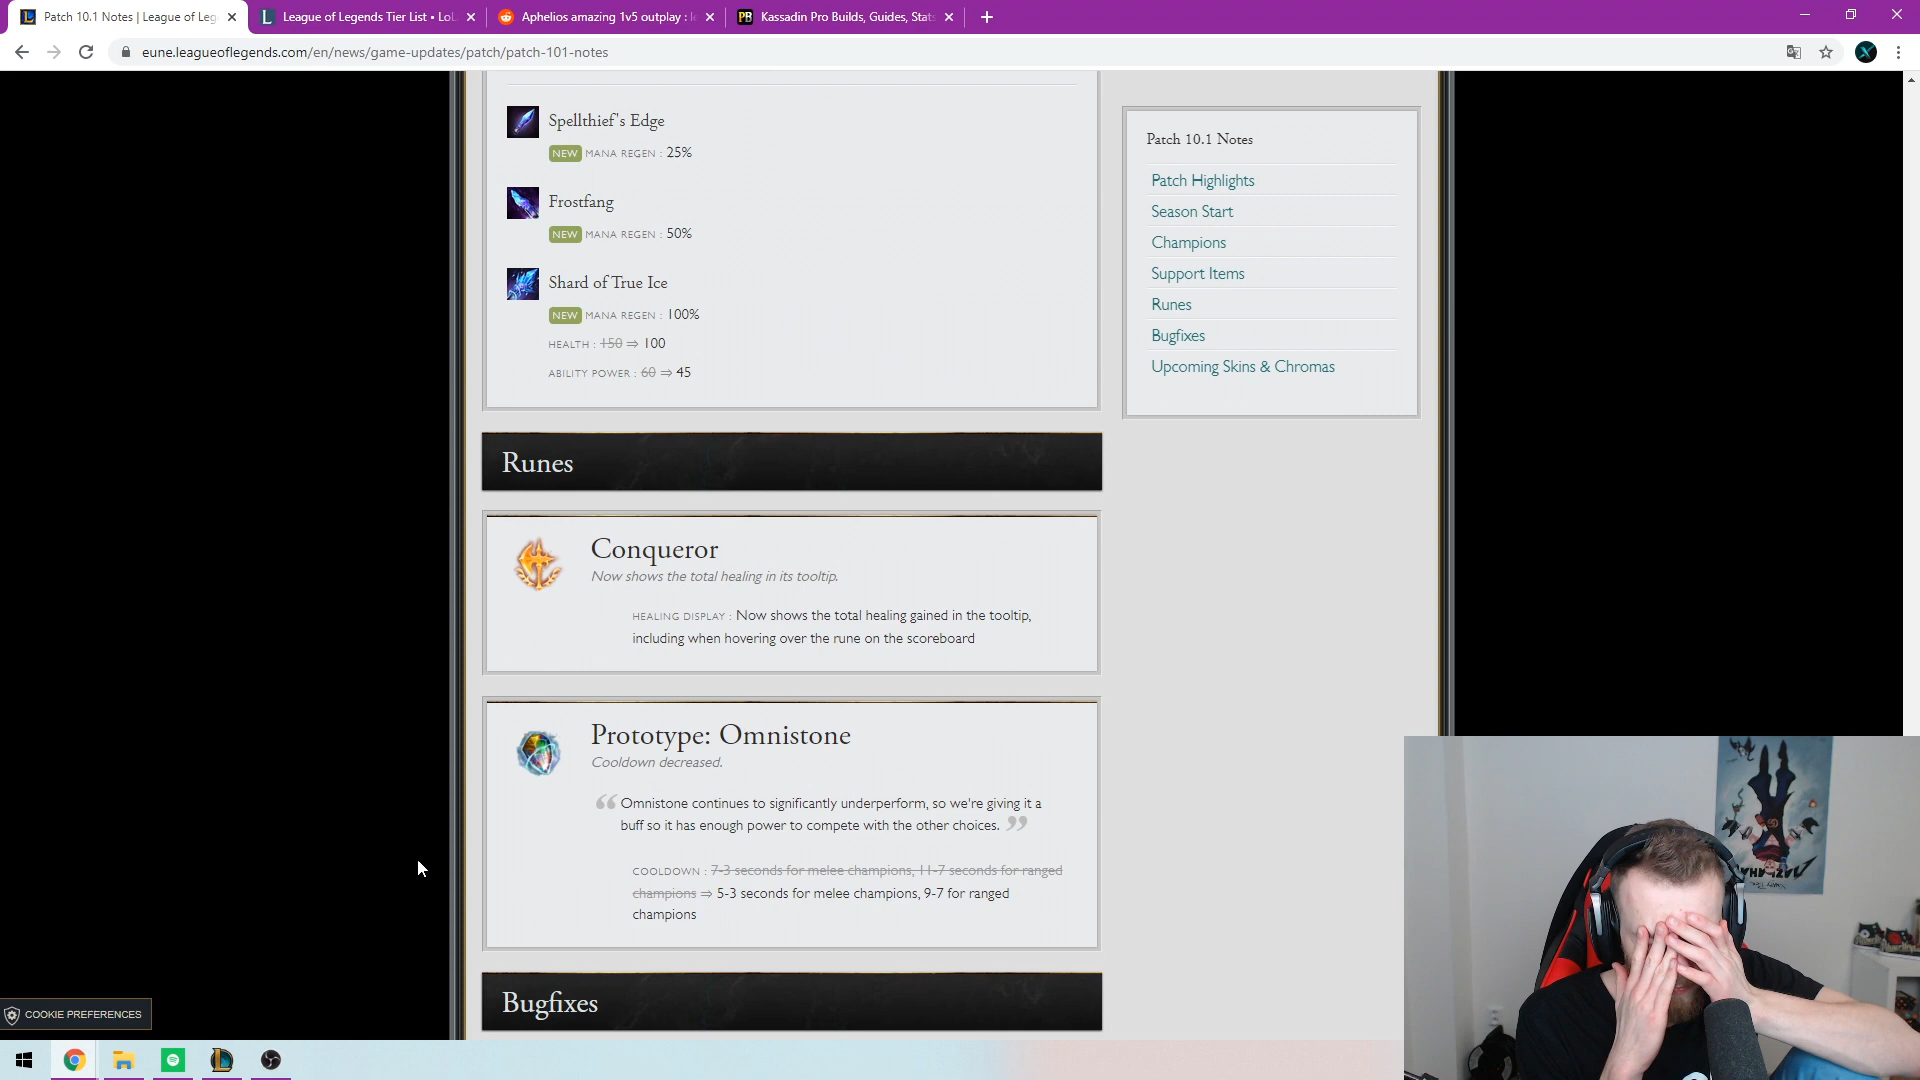 Patch 10.1 Notes | League of Leg
League of Legends Tier List • LoL
Aphelios amazing 1v5 outplay : le
Kassadin Pro Builds, Guides, Stats
eune.leagueoflegends.com/en/news/game-updates/patch/patch-101-notes
Spellthief's Edge
NEW MANA REGEN : 25%
Frostfang
NEW MANA REGEN : 50%
Shard of True Ice
NEW MANA REGEN : 100%
HEALTH : 150 ⇒ 100
ABILITY POWER : 60 ⇒ 45
Runes
Conqueror
Now shows the total healing in its tooltip.
HEALING DISPLAY : Now shows the total healing gained in the tooltip,
including when hovering over the rune on the scoreboard
Prototype: Omnistone
Cooldown decreased.
“Omnistone continues to significantly underperform, so we're giving it a
buff so it has enough power to compete with the other choices.”
COOLDOWN : 7-3 seconds for melee champions, 11-7 seconds for ranged
champions ⇒ 5-3 seconds for melee champions, 9-7 for ranged
champions
Bugfixes
Patch 10.1 Notes
Patch Highlights
Season Start
Champions
Support Items
Runes
Bugfixes
Upcoming Skins & Chromas
COOKIE PREFERENCES